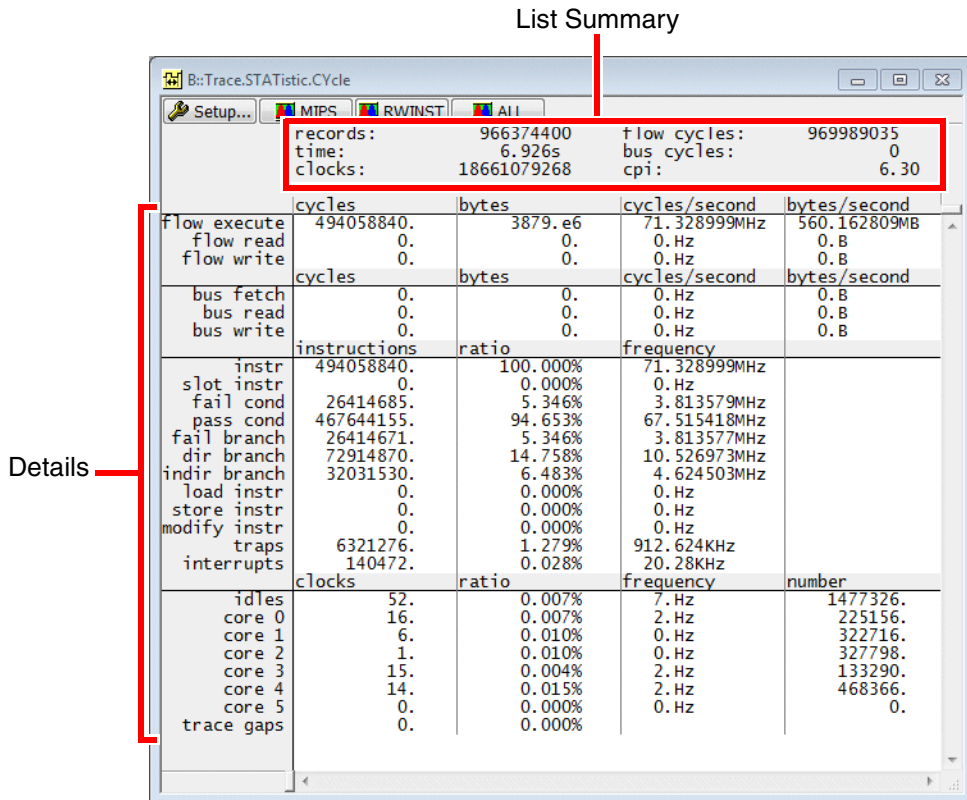 List Summary
B::Trace.STATistic.CYcle
Setup... MIPS RWINST ALL
records: 966374400 flow cycles: 969989035
time: 6.926s bus cycles: 0
clocks: 18661079268 cpi: 6.30
cycles bytes cycles/second bytes/second
flow execute 494058840. 3879.e6 71.328999MHz 560.162809MB
flow read 0. 0. 0.Hz 0.B
flow write 0. 0. 0.Hz 0.B
cycles bytes cycles/second bytes/second
bus fetch 0. 0. 0.Hz 0.B
bus read 0. 0. 0.Hz 0.B
bus write 0. 0. 0.Hz 0.B
instructions ratio frequency
instr 494058840. 100.000% 71.328999MHz
slot instr 0. 0.000% 0.Hz
fail cond 26414685. 5.346% 3.813579MHz
pass cond 467644155. 94.653% 67.515418MHz
fail branch 26414671. 5.346% 3.813577MHz
dir branch 72914870. 14.758% 10.526973MHz
indir branch 32031530. 6.483% 4.624503MHz
Details
load instr 0. 0.000% 0.Hz
store instr 0. 0.000% 0.Hz
modify instr 0. 0.000% 0.Hz
traps 6321276. 1.279% 912.624KHz
interrupts 140472. 0.028% 20.28KHz
clocks ratio frequency number
idles 52. 0.007% 7.Hz 1477326.
core 0 16. 0.007% 2.Hz 225156.
core 1 6. 0.010% 0.Hz 322716.
core 2 1. 0.010% 0.Hz 327798.
core 3 15. 0.004% 2.Hz 133290.
core 4 14. 0.015% 2.Hz 468366.
core 5 0. 0.000% 0.Hz 0.
trace gaps 0. 0.000%